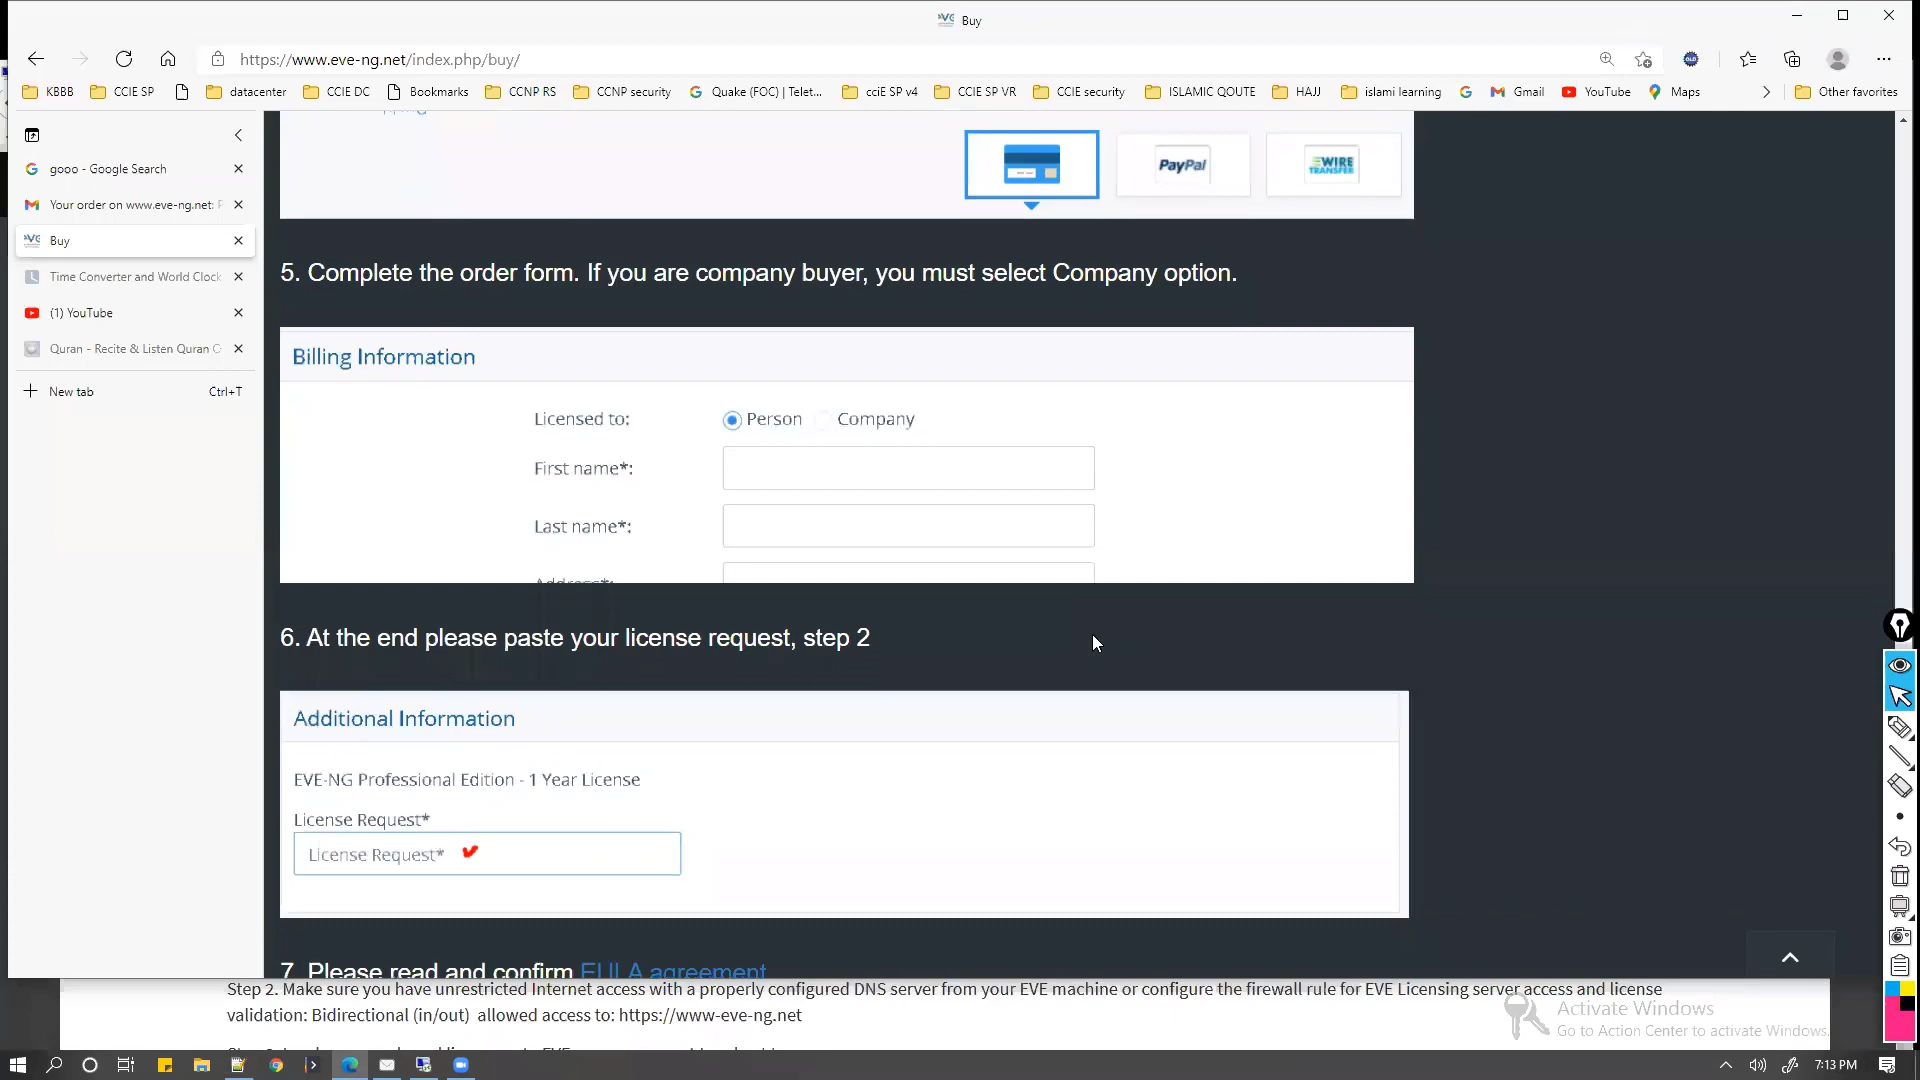 Buy
https://www.eve-ng.net/index.php/buy/
KBBB
CCIE SP
datacenter
CCIE DC
Bookmarks
CCNP RS
CCNP security
Quake (FOC) | Telet...
cciE SP v4
CCIE SP VR
CCIE security
ISLAMIC QOUTE
HAJJ
islami learning
Gmail
YouTube
Maps
Other favorites
gooo - Google Search
Your order on www.eve-ng.net:
Buy
Time Converter and World Clock
(1) YouTube
Quran - Recite & Listen Quran
New tab
Ctrl+T
PayPal
WIRE
TRANSFER
5. Complete the order form. If you are company buyer, you must select Company option.
Billing Information
Licensed to:
Person
Company
First name*:
Last name*:
Address*:
6. At the end please paste your license request, step 2
Additional Information
EVE-NG Professional Edition - 1 Year License
License Request*
License Request*
7. Please read and confirm EULA agreement
Step 2. Make sure you have unrestricted Internet access with a properly configured DNS server from your EVE machine or configure the firewall rule for EVE Licensing server access and license
validation: Bidirectional (in/out) allowed access to: https://www-eve-ng.net
Activate Windows
Go to Action Center to activate Windows.
7:13 PM